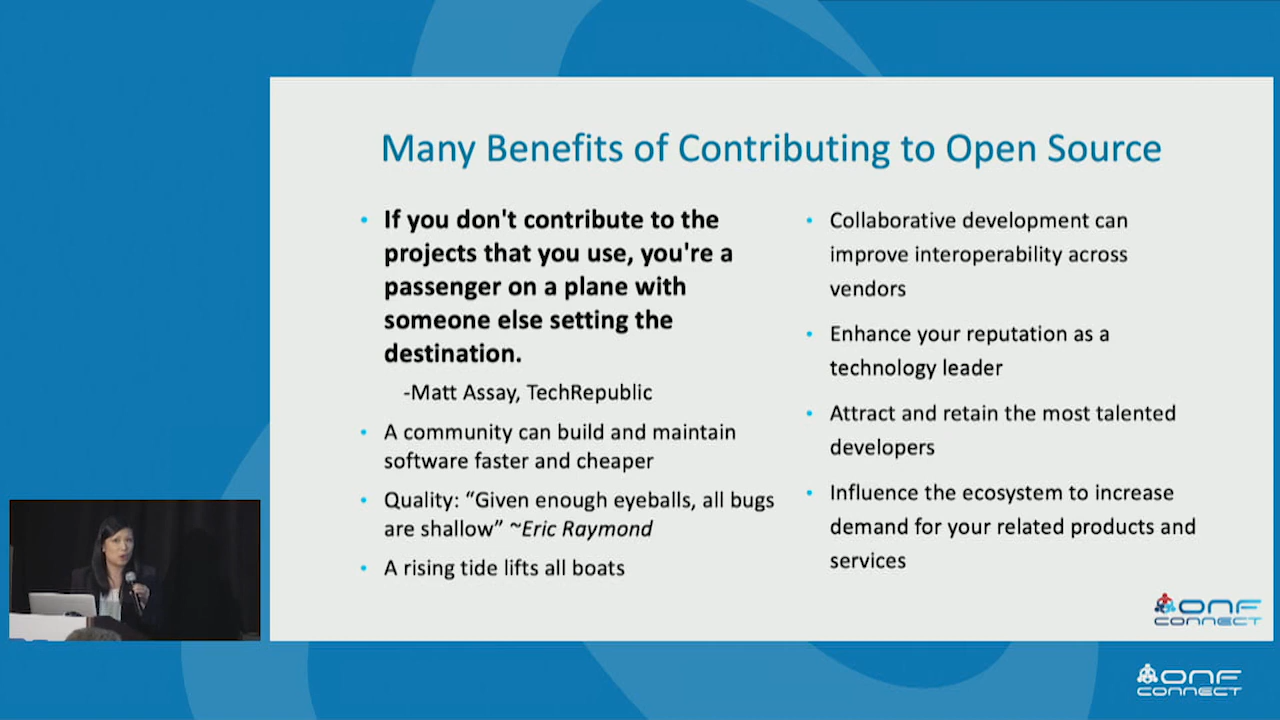 Many Benefits of Contributing to Open Source
If you don't contribute to the
projects that you use, you're a
passenger on a plane with
someone else setting the
destination.
-Matt Assay, TechRepublic
A community can build and maintain
software faster and cheaper
Quality: “Given enough eyeballs, all bugs
are shallow” ~Eric Raymond
A rising tide lifts all boats
Collaborative development can
improve interoperability across
vendors
Enhance your reputation as a
technology leader
Attract and retain the most talented
developers
Influence the ecosystem to increase
demand for your related products and
services
ONF
CONNECT
ONF
CONNECT